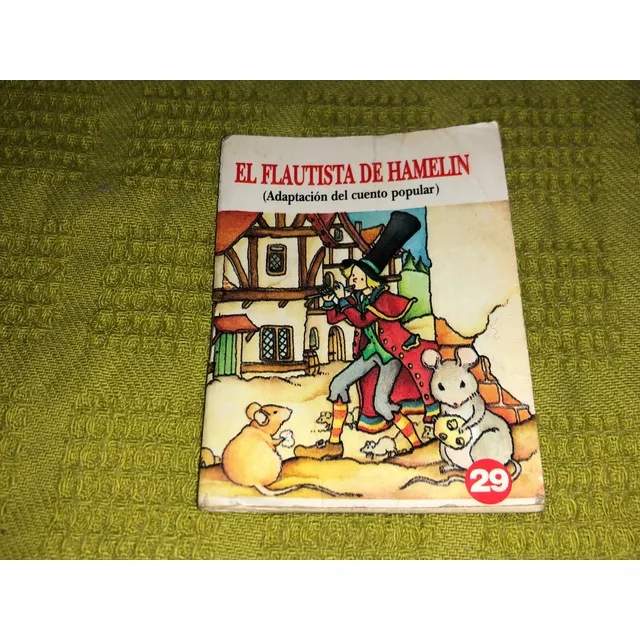 EL FLAUTISTA DE HAMELIN
(Adaptación del cuento popular)
29